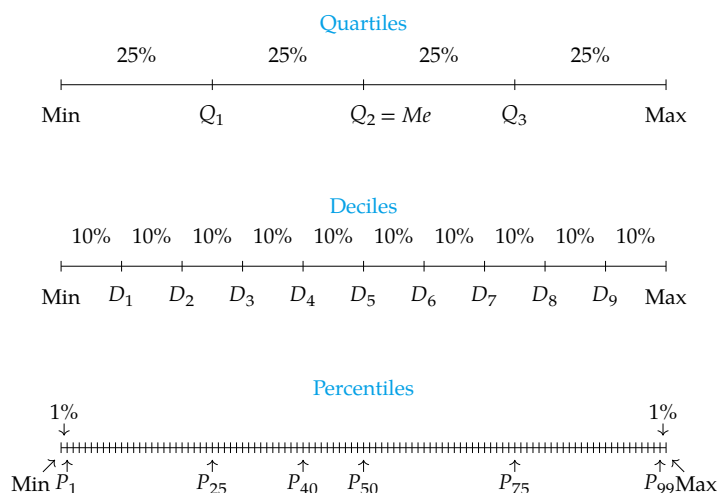 Quartiles
25% 25% 25% 25%
Min Q₁ Q₂ = Me Q₃ Max
Deciles
10% 10% 10% 10% 10% 10% 10% 10% 10% 10%
Min D₁ D₂ D₃ D₄ D₅ D₆ D₇ D₈ D₉ Max
Percentiles
1% 1%
Min P₁ P₂₅ P₄₀ P₅₀ P₇₅ P₉₉ Max